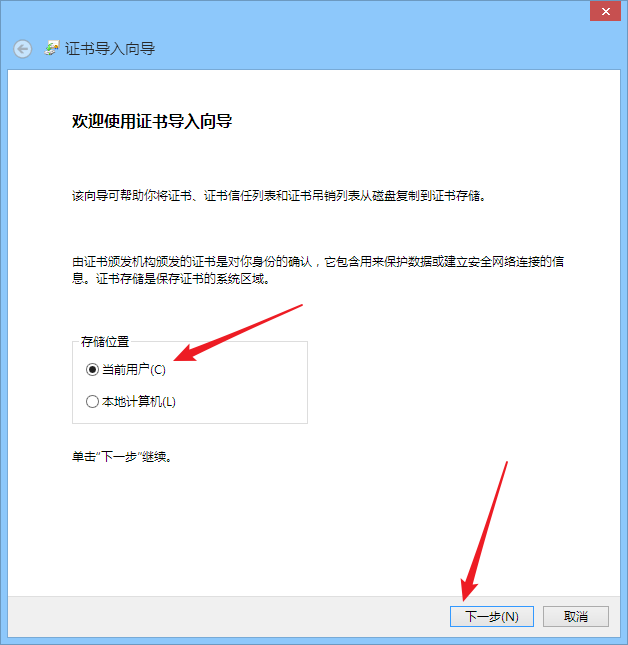 证书导入向导
欢迎使用证书导入向导
该向导可帮助你将证书、证书信任列表和证书吊销列表从磁盘复制到证书存储。
由证书颁发机构颁发的证书是对你身份的确认，它包含用来保护数据或建立安全网络连接的信
息。证书存储是保存证书的系统区域。
存储位置
当前用户(C)
本地计算机(L)
单击"下一步"继续。
下一步(N)
取消